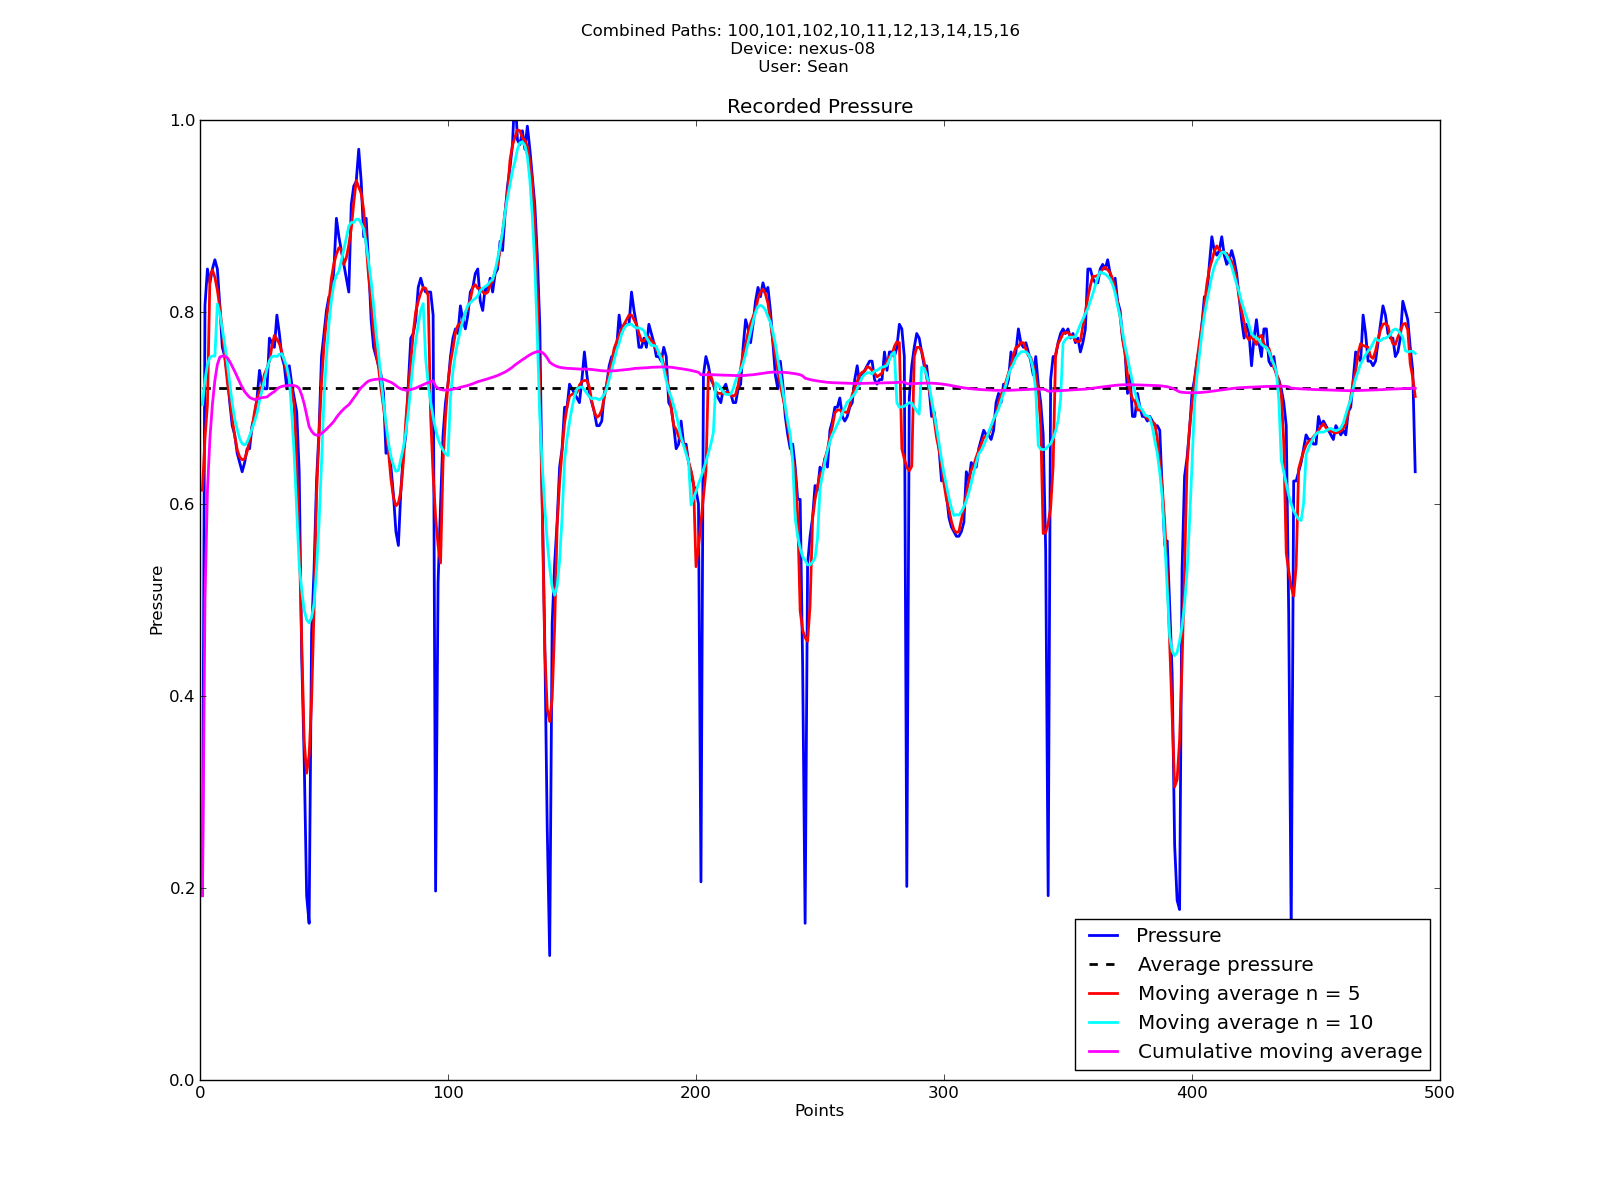 Combined Paths: 100,101,102,10,11,12,13,14,15,16
Device: nexus-08
User: Sean
Recorded Pressure
1.0
0.8
0.6
0.4
0.2
0.0
Pressure
0
100
200
300
400
500
Points
Pressure
Average pressure
Moving average n = 5
Moving average n = 10
Cumulative moving average